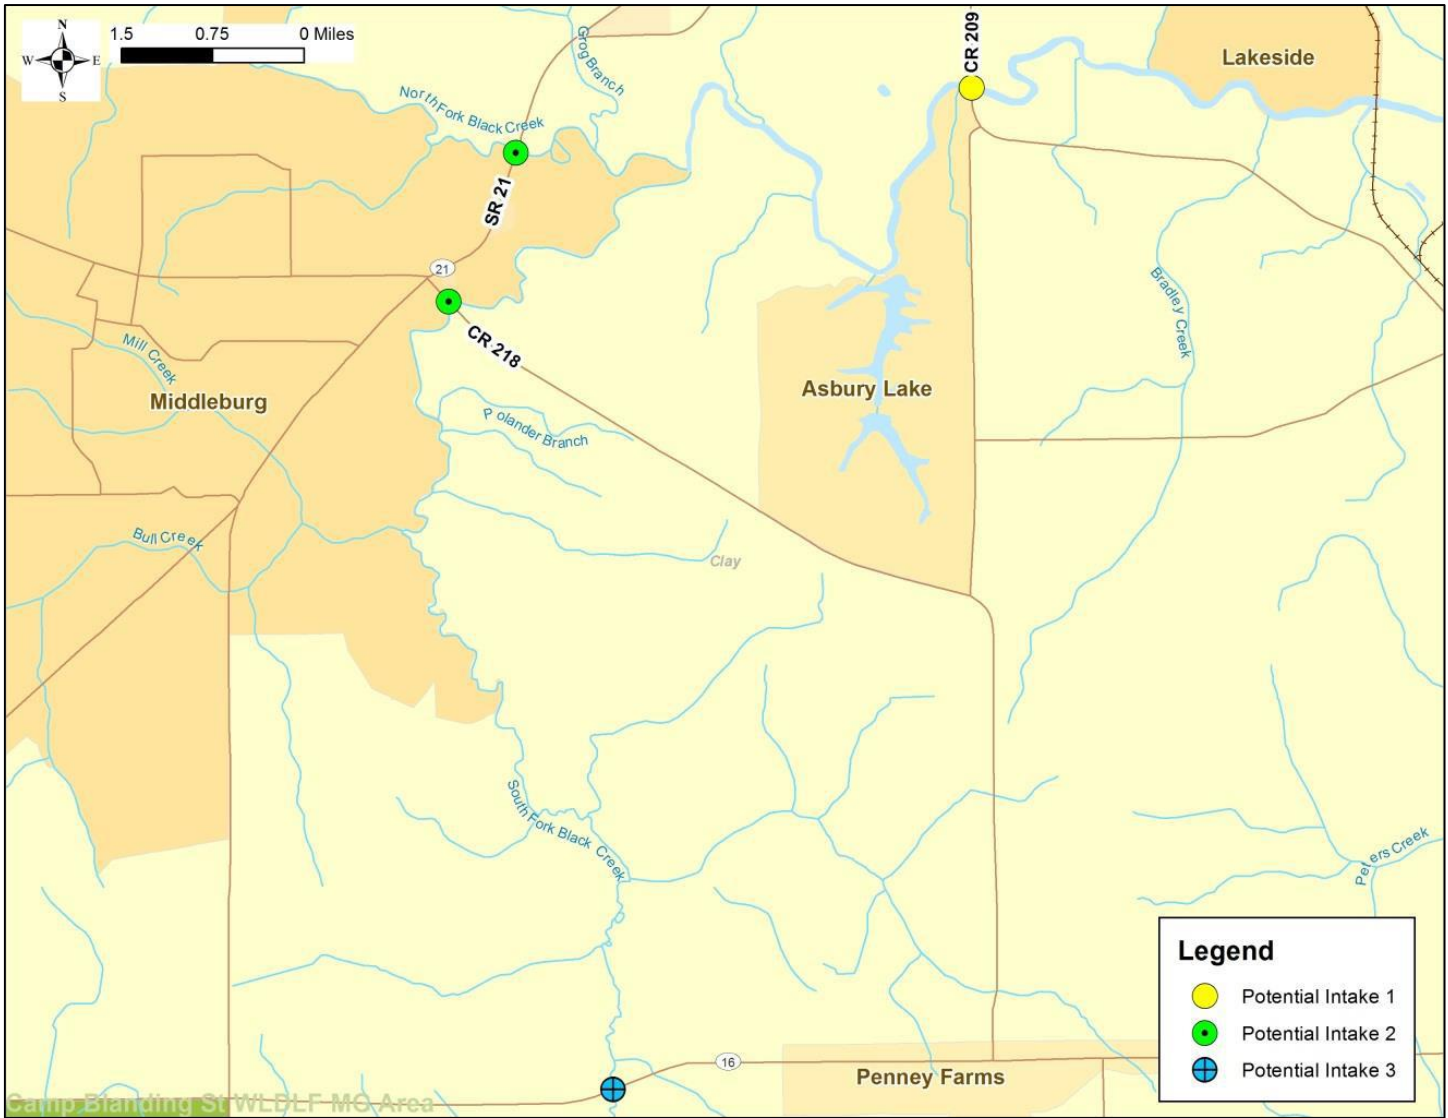 N
W E
S
1.5 0.75 0 Miles
CR 209
Lakeside
Grog Branch
North Fork Black Creek
SR 21
21
CR 218
Bradley Creek
Mill Creek
Middleburg
Asbury Lake
Polander Branch
Bull Creek
Clay
South Fork Black Creek
Peters Creek
Legend
Potential Intake 1
Potential Intake 2
Potential Intake 3
16
Penney Farms
Camp Blanding St WLDLF MG Area